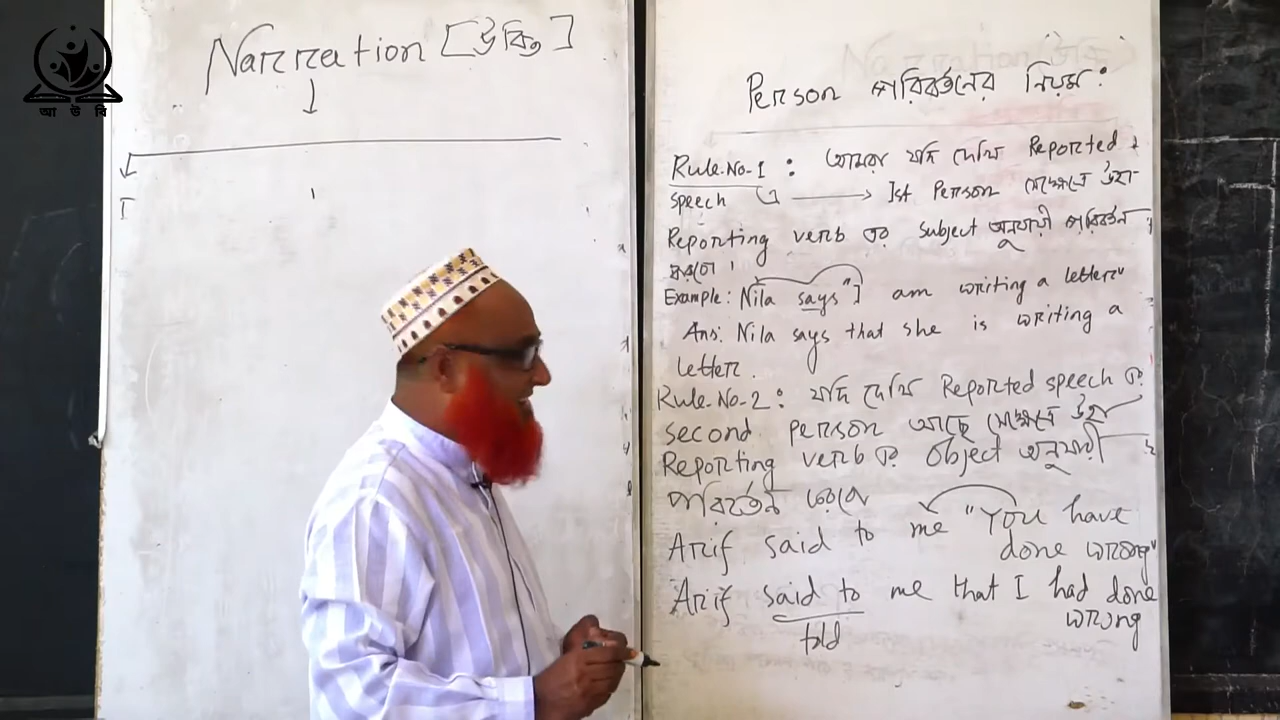 আ উ বি
Narration [উক্তি]
I
Person পরিবর্তনের নিয়ম :
Rule.No-1 : আমরা যদি দেখি Reported
speech এ → 1st Person সেক্ষেত্রে উহা
Reporting verb এর subject অনুযায়ী পরিবর্তন
হবে।
Example: Nila says "I am writing a letter"
Ans: Nila says that she is writing a
letter.
Rule.No-2 : যদি দেখি Reported speech এ
second person আছে সেক্ষেত্রে উহা
Reporting verb এর Object অনুযায়ী
পরিবর্তন হবে
Arif said to me "You have
done wrong"
Arif said to me that I had done
wrong
told